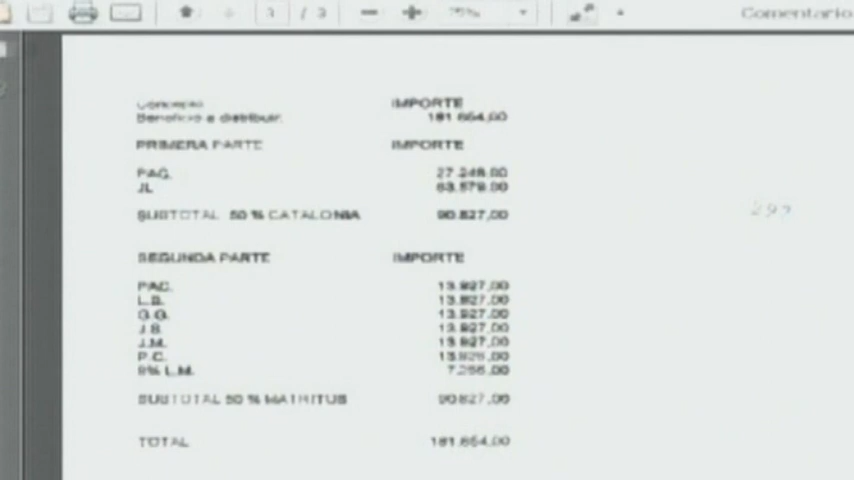 75% Comentario
Concepto IMPORTE
Beneficio a distribuir: 181.654,00
PRIMERA PARTE IMPORTE
PAG. 27.248,00
JL 63.579,00
SUBTOTAL 50 % CATALONIA 90.827,00
SEGUNDA PARTE IMPORTE
PAC. 13.927,00
L.B. 13.927,00
G.G. 13.927,00
J.S. 13.927,00
J.M. 13.927,00
P.C. 13.926,00
8% L.M. 7.266,00
SUBTOTAL 50 % MATRITUS 90.827,00
TOTAL 181.654,00